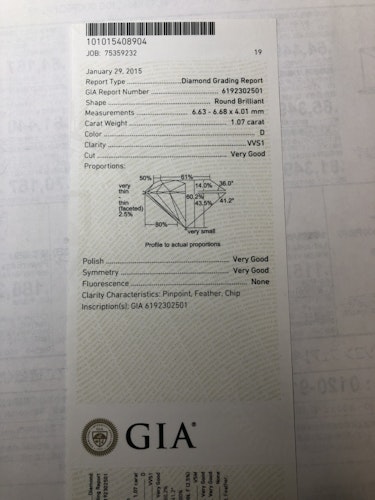 101015408904
JOB: 75359232 19
January 29, 2015
Report Type Diamond Grading Report
GIA Report Number 6192302501
Shape Round Brilliant
Measurements 6.63 - 6.68 x 4.01 mm
Carat Weight 1.07 carat
Color D
Clarity VVS1
Cut Very Good
Proportions:
50% 61%
very thin - thin (faceted) 2.5%
14.0% 36.0°
60.2%
43.5% 41.2°
80%
very small
Profile to actual proportions
Polish Very Good
Symmetry Very Good
Fluorescence None
Clarity Characteristics: Pinpoint, Feather, Chip
Inscription(s): GIA 6192302501
GIA®